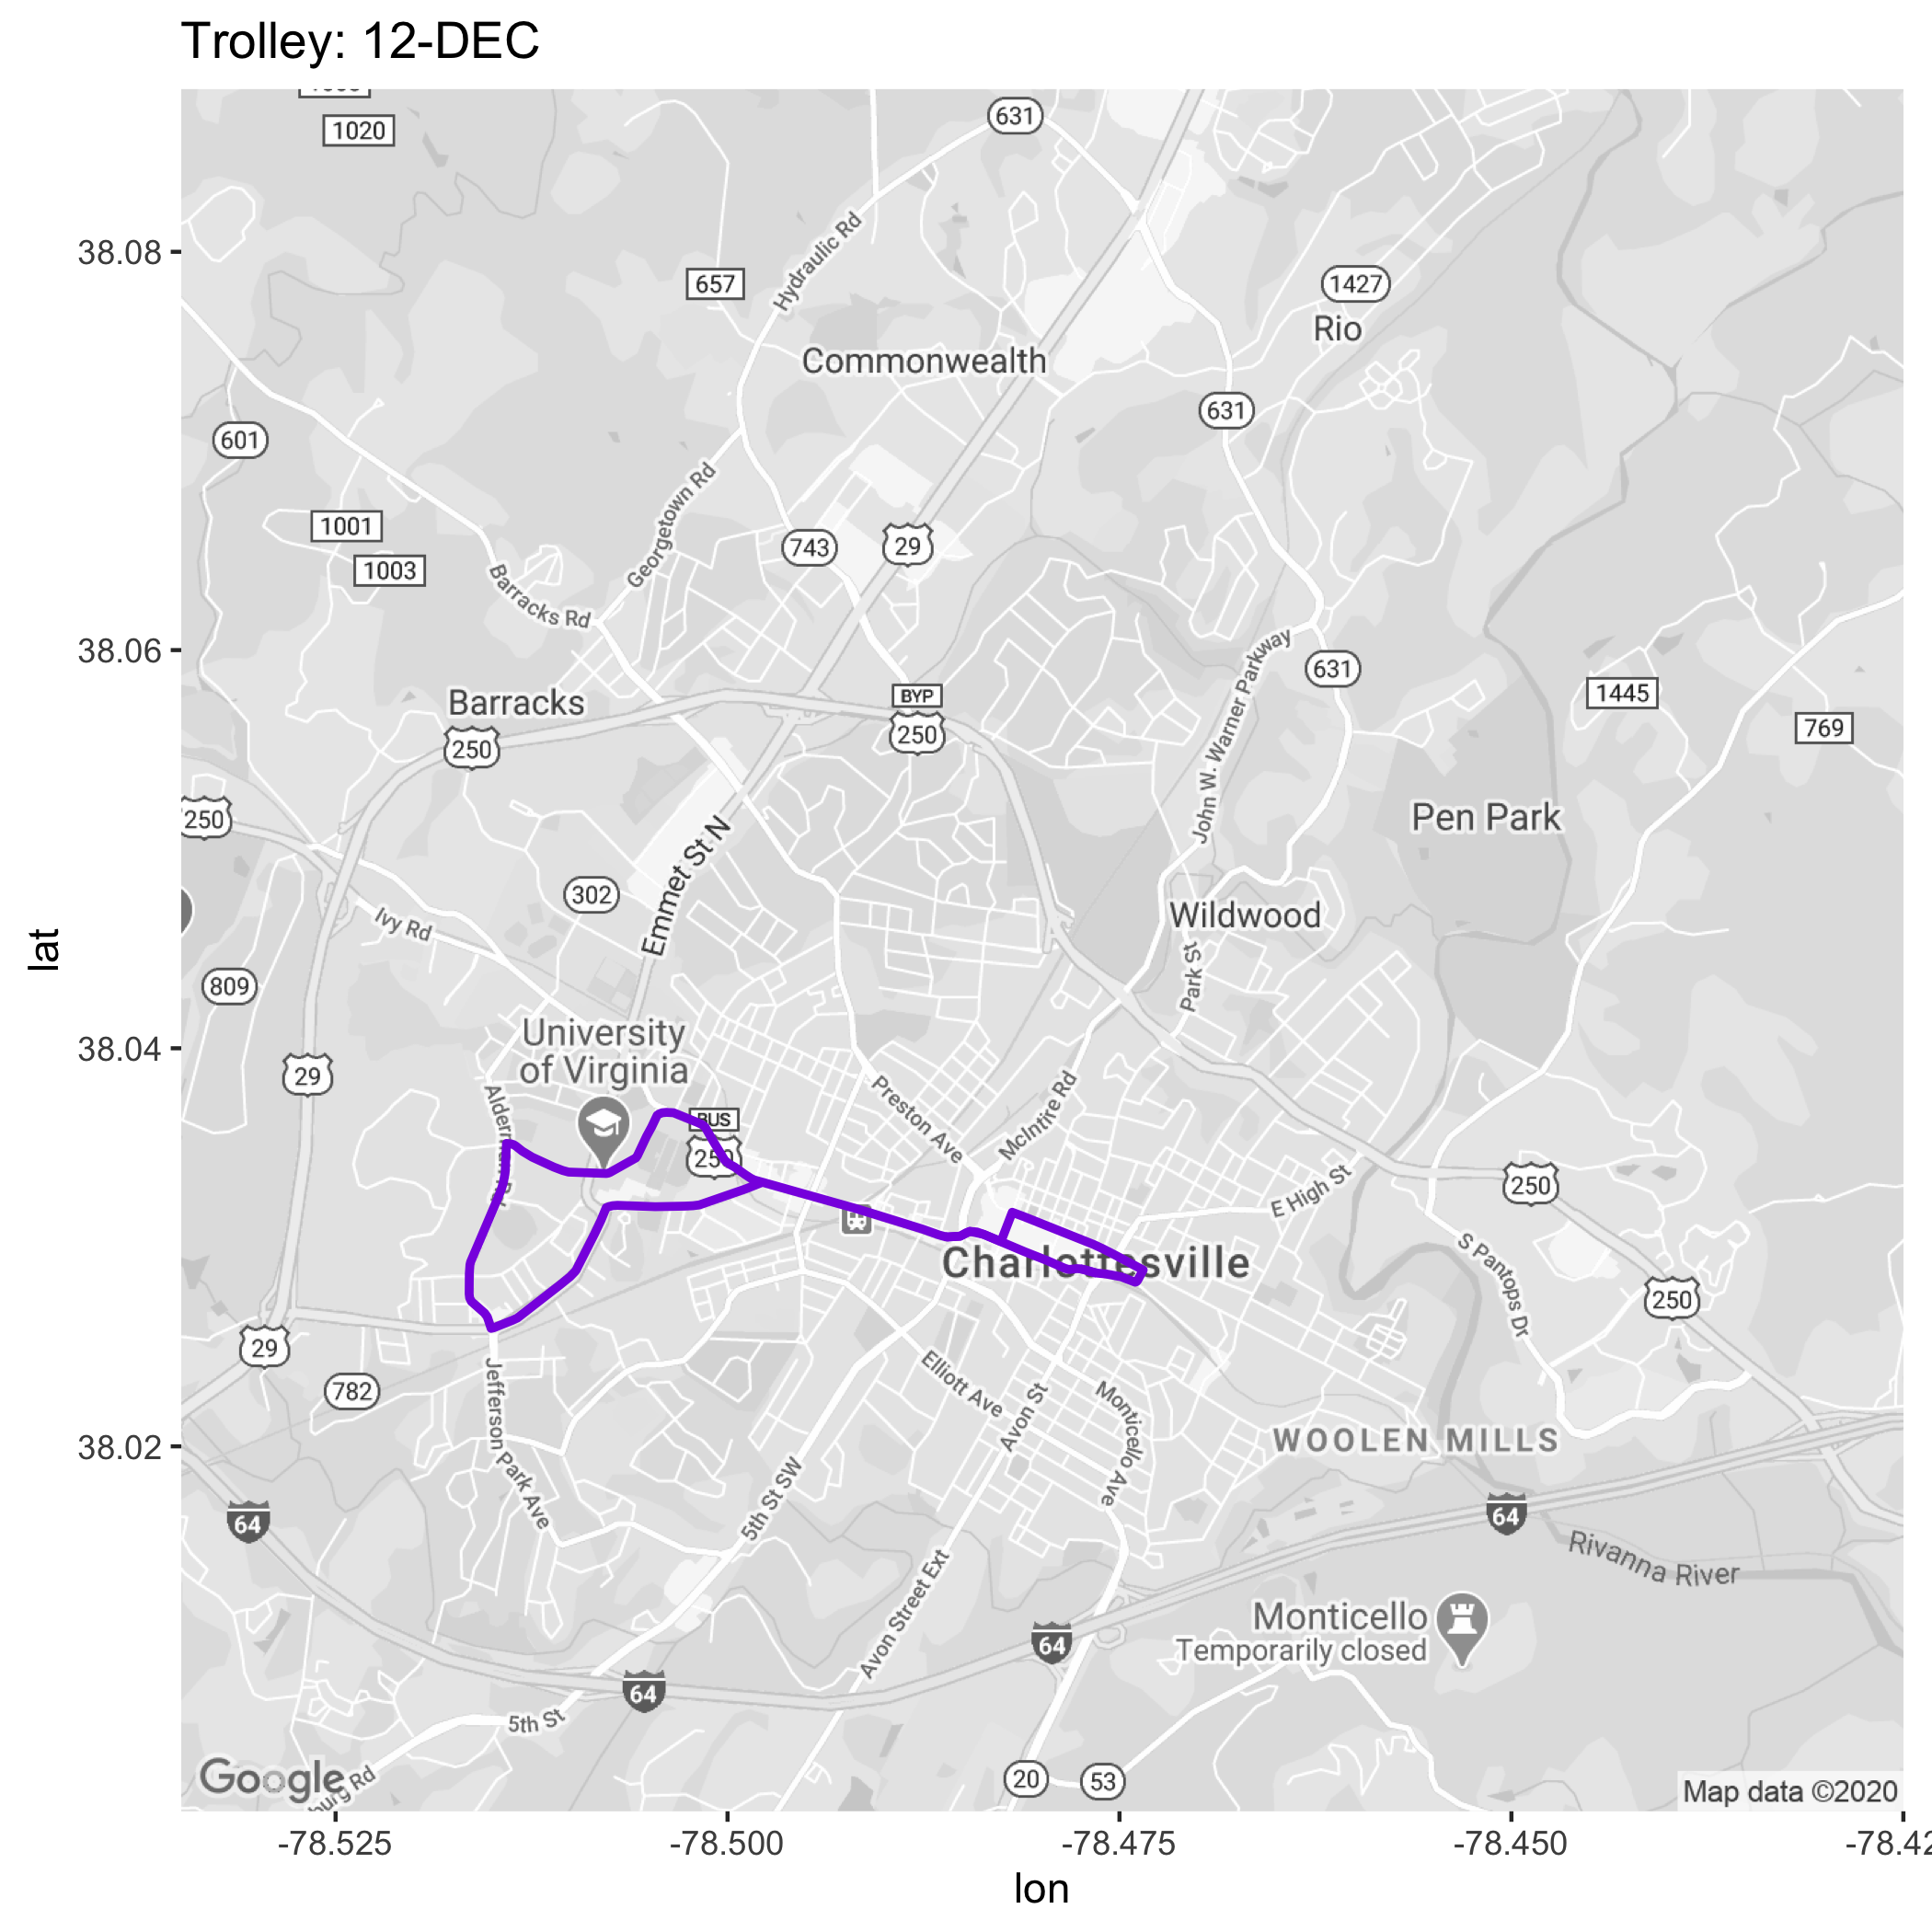 Trolley: 12-DEC
1020
631
Hydraulic Rd
38.08
657
1427
Rio
Commonwealth
631
601
Georgetown Rd
1001
743
29
1003
Barracks Rd
John W. Warner Parkway
38.06
631
BYP
1445
Barracks
250
250
769
250
Pen Park
Emmet St N
302
Ivy Rd
Wildwood
lat
Park St
809
University
of Virginia
38.04
29
Preston Ave
McIntire Rd
BUS
250
E High St
250
Charlottesville
S Pantops Dr
250
29
782
Jefferson Park Ave
Elliott Ave
Avon St
Monticello Ave
WOOLEN MILLS
38.02
5th St SW
64
64
Rivanna River
Avon Street Ext
Monticello
Temporarily closed
64
64
5th St
Google
burg Rd
20
53
Map data ©2020
-78.525
-78.500
-78.475
-78.450
-78.42
lon